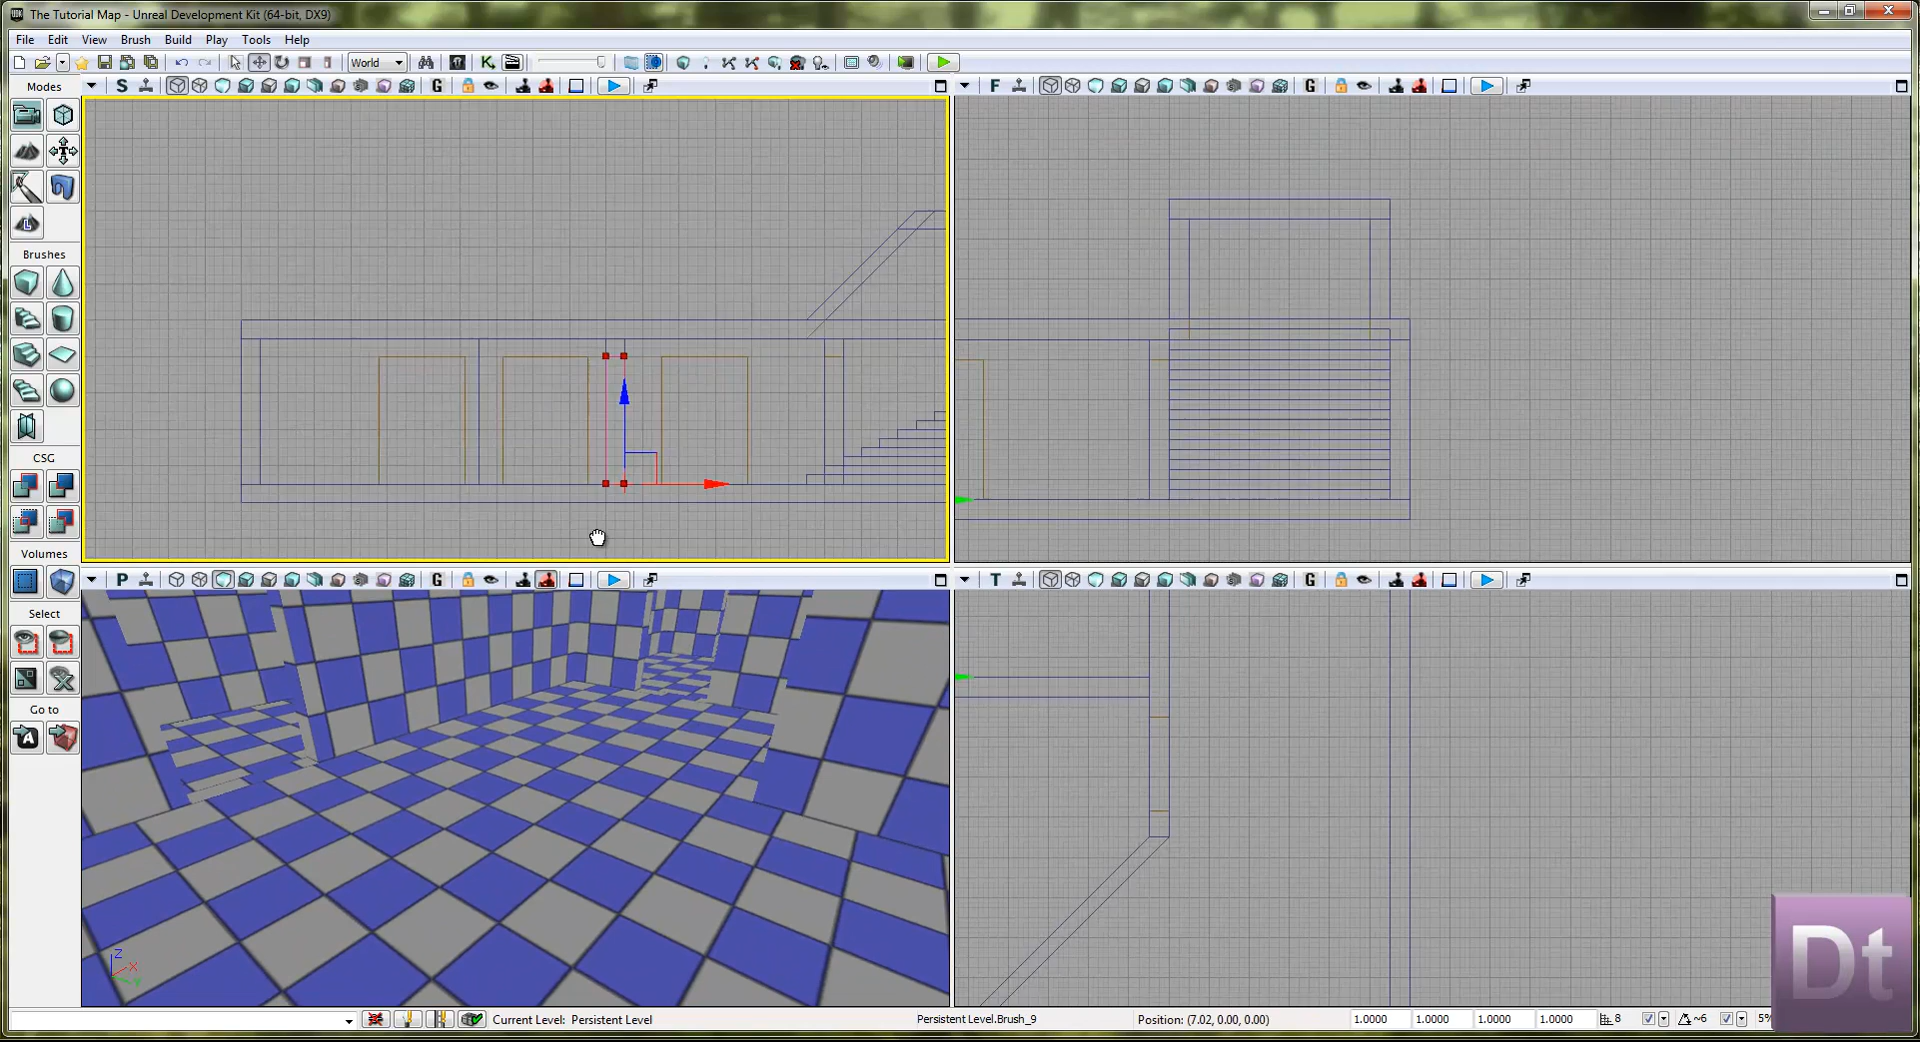 The Tutorial Map - Unreal Development Kit (64-bit, DX9)
File Edit View Brush Build Play Tools Help
World
Modes
S
G
F
G
Brushes
CSG
Volumes
P
G
T
G
Select
Go to
A
Z
X
Y
Dt
Current Level: Persistent Level
Persistent Level.Brush_9
Position: (7.02, 0.00, 0.00)
1.0000 1.0000 1.0000 1.0000
8
~6
5%